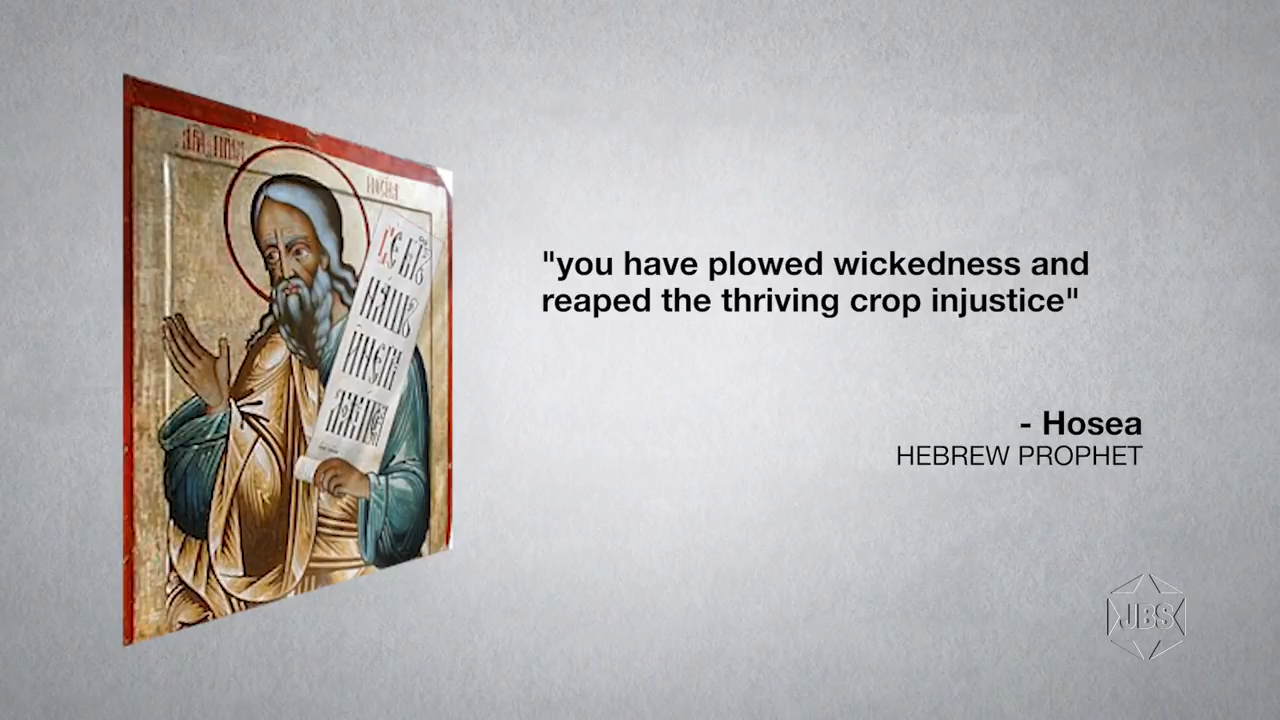 "you have plowed wickedness and
reaped the thriving crop injustice"
- Hosea
HEBREW PROPHET
JBS